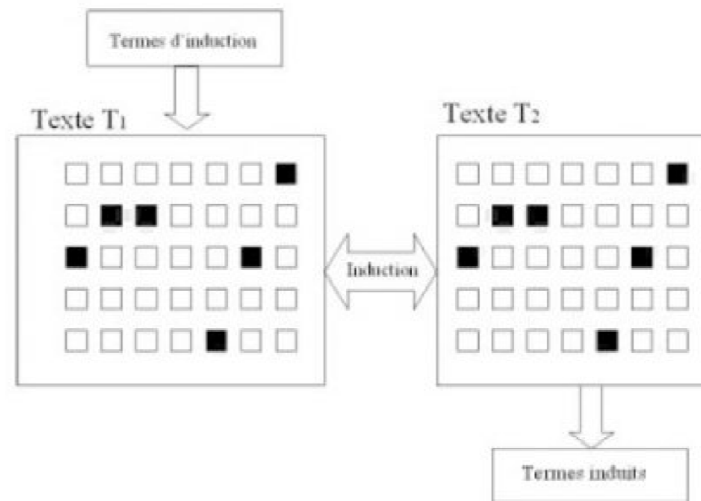 Termes d'induction
Texte T1
Texte T2
Induction
Termes induits